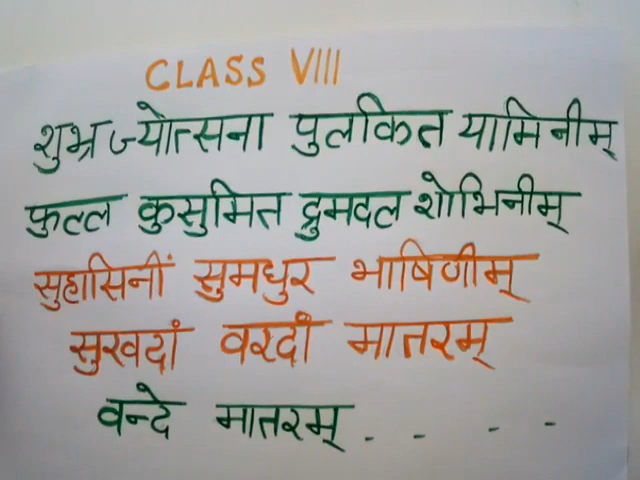 CLASS VIII
शुभ्र ज्योत्सना पुलकित यामिनीम्
फुल्ल कुसुमित द्रुमदल शोभिनीम्
सुहासिनीं सुमधुर भाषिणीम्
सुखदां वरदां मातरम्
वन्दे मातरम् . - - -